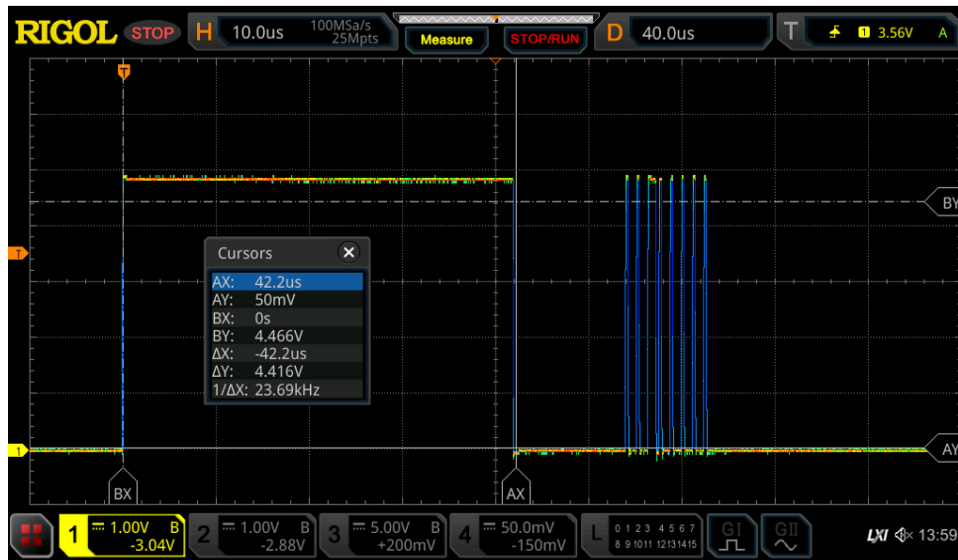 RIGOL STOP H 10.0us 100MSa/s 25Mpts Measure STOP/RUN D 40.0us T 1 3.56V A
T
BY
T
Cursors
AX: 42.2us
AY: 50mV
BX: 0s
BY: 4.466V
ΔX: -42.2us
ΔY: 4.416V
1/ΔX: 23.69kHz
1
AY
BX AX
1 1.00V B -3.04V 2 1.00V B -2.88V 3 5.00V B +200mV 4 50.0mV -150mV L 0 1 2 3 4 5 6 7 8 9 10 11 12 13 14 15 GI GII LXI 13:59